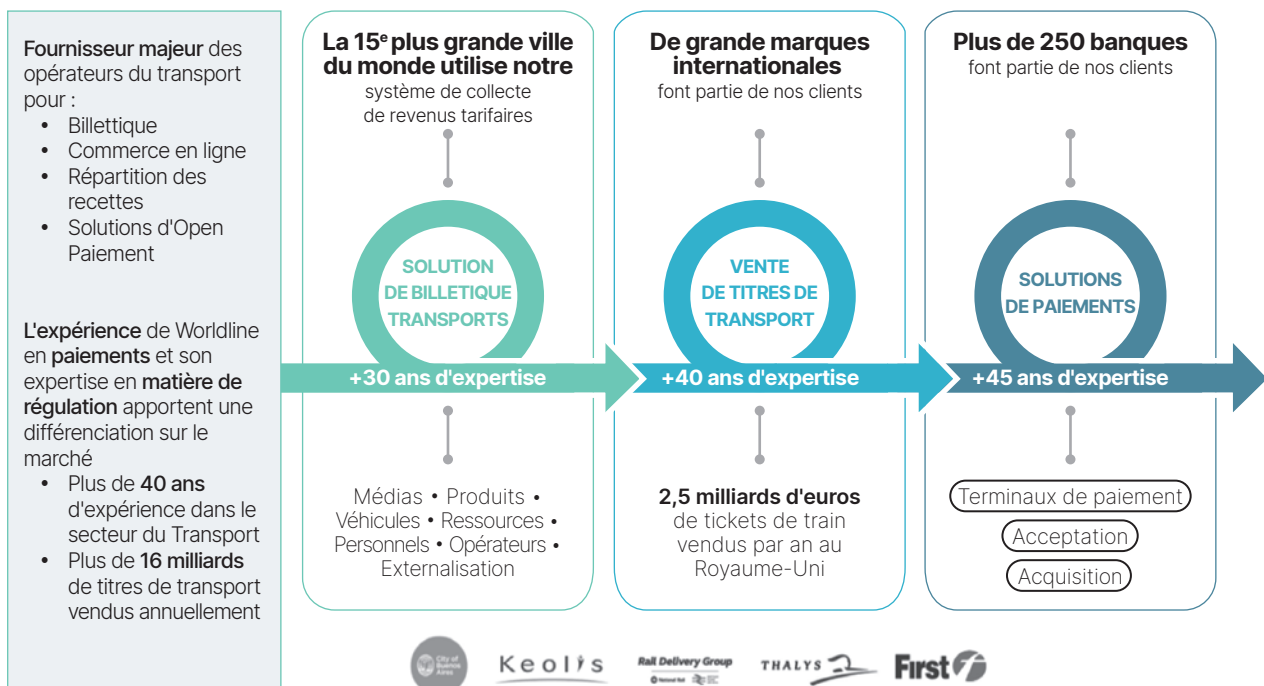 Fournisseur majeur des
opérateurs du transport
pour :
• Billettique
• Commerce en ligne
• Répartition des
recettes
• Solutions d'Open
Paiement
L'expérience de Worldline
en paiements et son
expertise en matière de
régulation apportent une
différenciation sur le
marché
• Plus de 40 ans
d'expérience dans le
secteur du Transport
• Plus de 16 milliards
de titres de transport
vendus annuellement
La 15e plus grande ville
du monde utilise notre
système de collecte
de revenus tarifaires
SOLUTION
DE BILLETIQUE
TRANSPORTS
+30 ans d'expertise
Médias • Produits •
Véhicules • Ressources •
Personnels • Opérateurs •
Externalisation
De grande marques
internationales
font partie de nos clients
VENTE
DE TITRES DE
TRANSPORT
+40 ans d'expertise
2,5 milliards d'euros
de tickets de train
vendus par an au
Royaume-Uni
Plus de 250 banques
font partie de nos clients
SOLUTIONS
DE PAIEMENTS
+45 ans d'expertise
Terminaux de paiement
Acceptation
Acquisition
City of
Buenos
Aires
Keolis
Rail Delivery Group
National Rail
THALYS
First